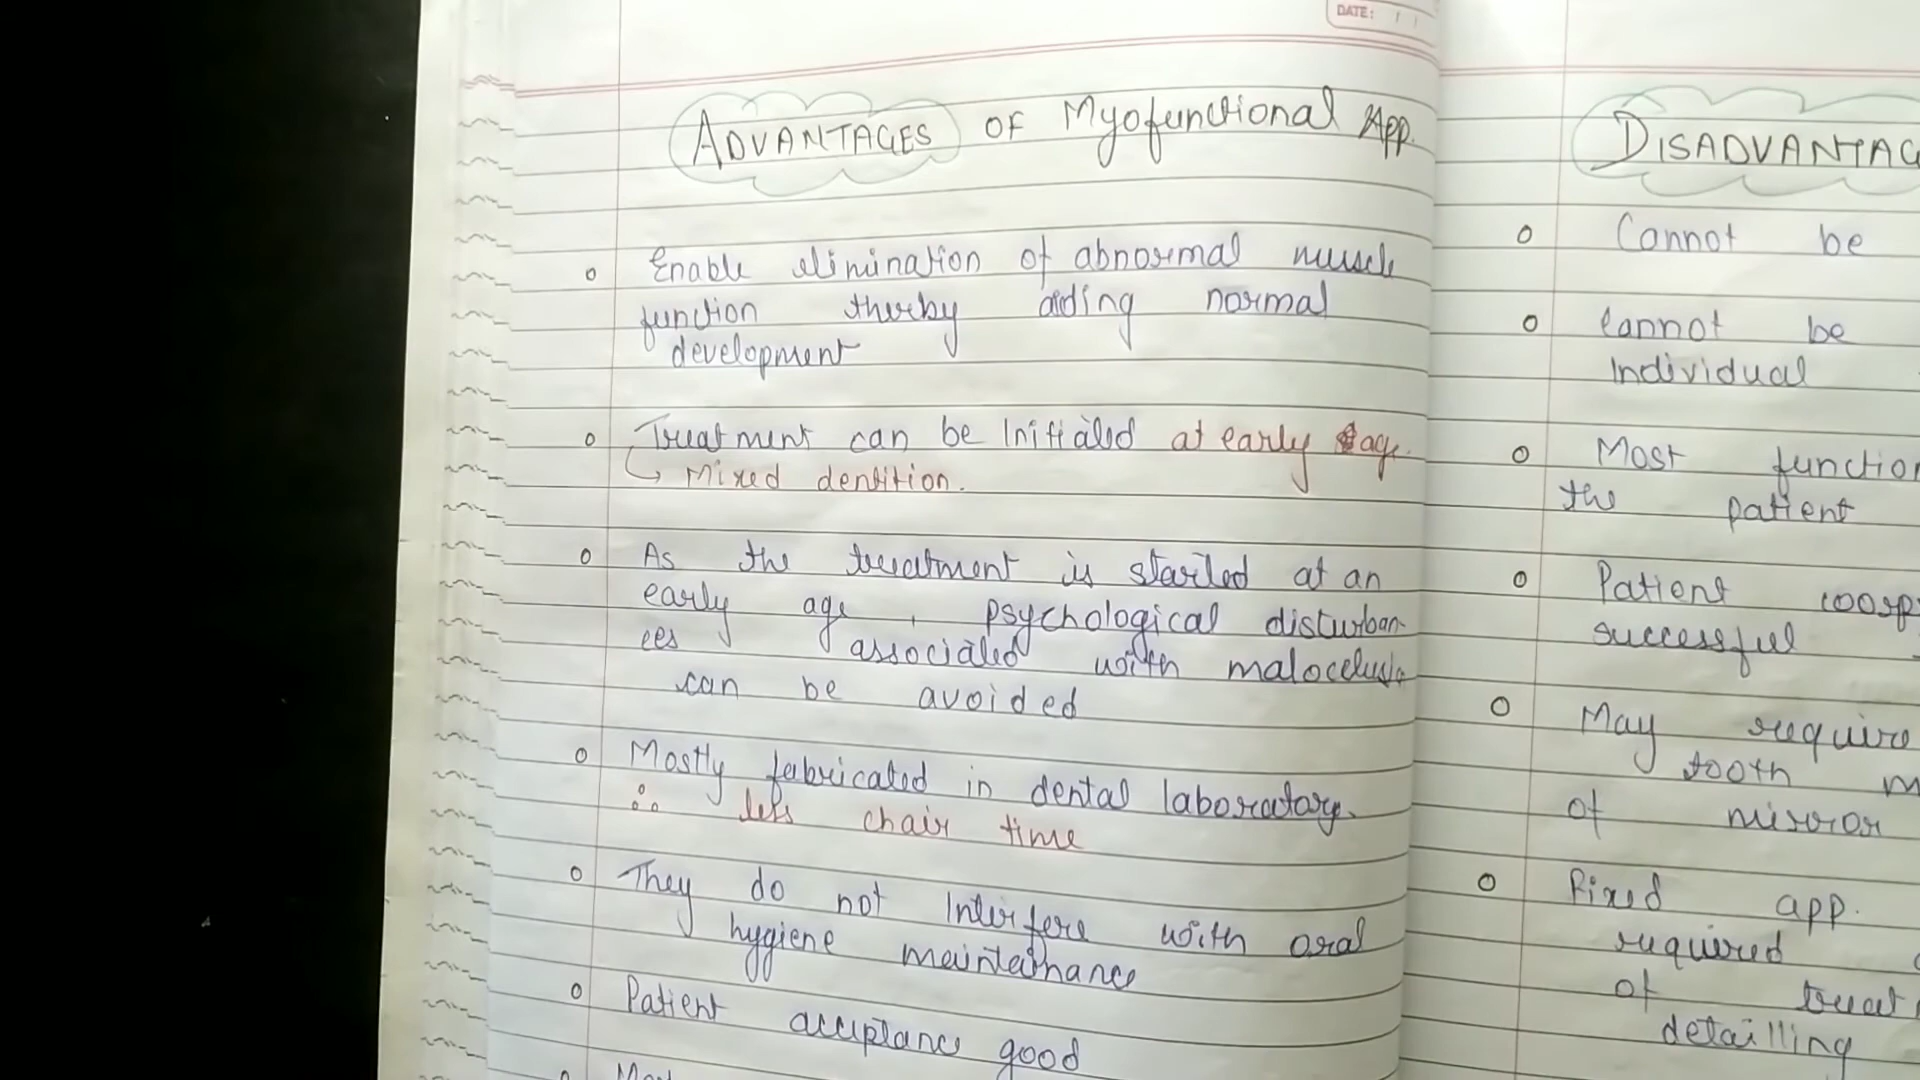 DATE: / /
ADVANTAGES OF Myofunctional App.
o Enable elimination of abnormal muscle
function thereby aiding normal
development
o Treatment can be Initiated at early age.
↳ Mixed dentition.
o As the treatment is started at an
early age, psychological disturban-
ces associated with
can be avoided
o Mostly fabricated in dental laboratory.
∴ less chair time
o They do not Interfere with oral
hygiene
o Patient acceptance good
DISADVANTAG
o Cannot be
o Cannot be
Individual
o Most function
the patient
o Patient coop
successful
o May require
tooth m
of mirror
o Fixed app.
required
of treat
detailling